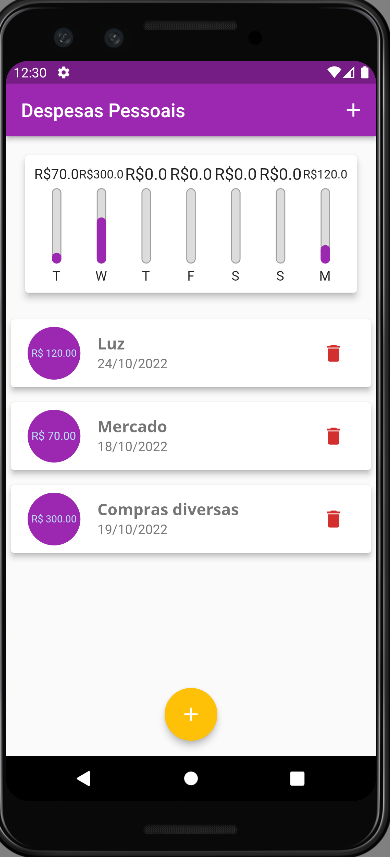 12:30
Despesas Pessoais
+
R$70.0 R$300.0 R$0.0 R$0.0 R$0.0 R$0.0 R$120.0
T W T F S S M
R$ 120.00
Luz
24/10/2022
R$ 70.00
Mercado
18/10/2022
R$ 300.00
Compras diversas
19/10/2022
+